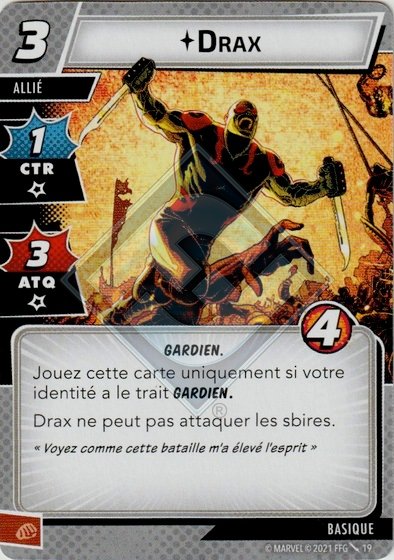 3
Drax
ALLIÉ
1
CTR
3
ATQ
4
GARDIEN.
Jouez cette carte uniquement si votre
identité a le trait GARDIEN.
Drax ne peut pas attaquer les sbires.
« Voyez comme cette bataille m'a élevé l'esprit »
®
BASIQUE
© MARVEL © 2021 FFG 19